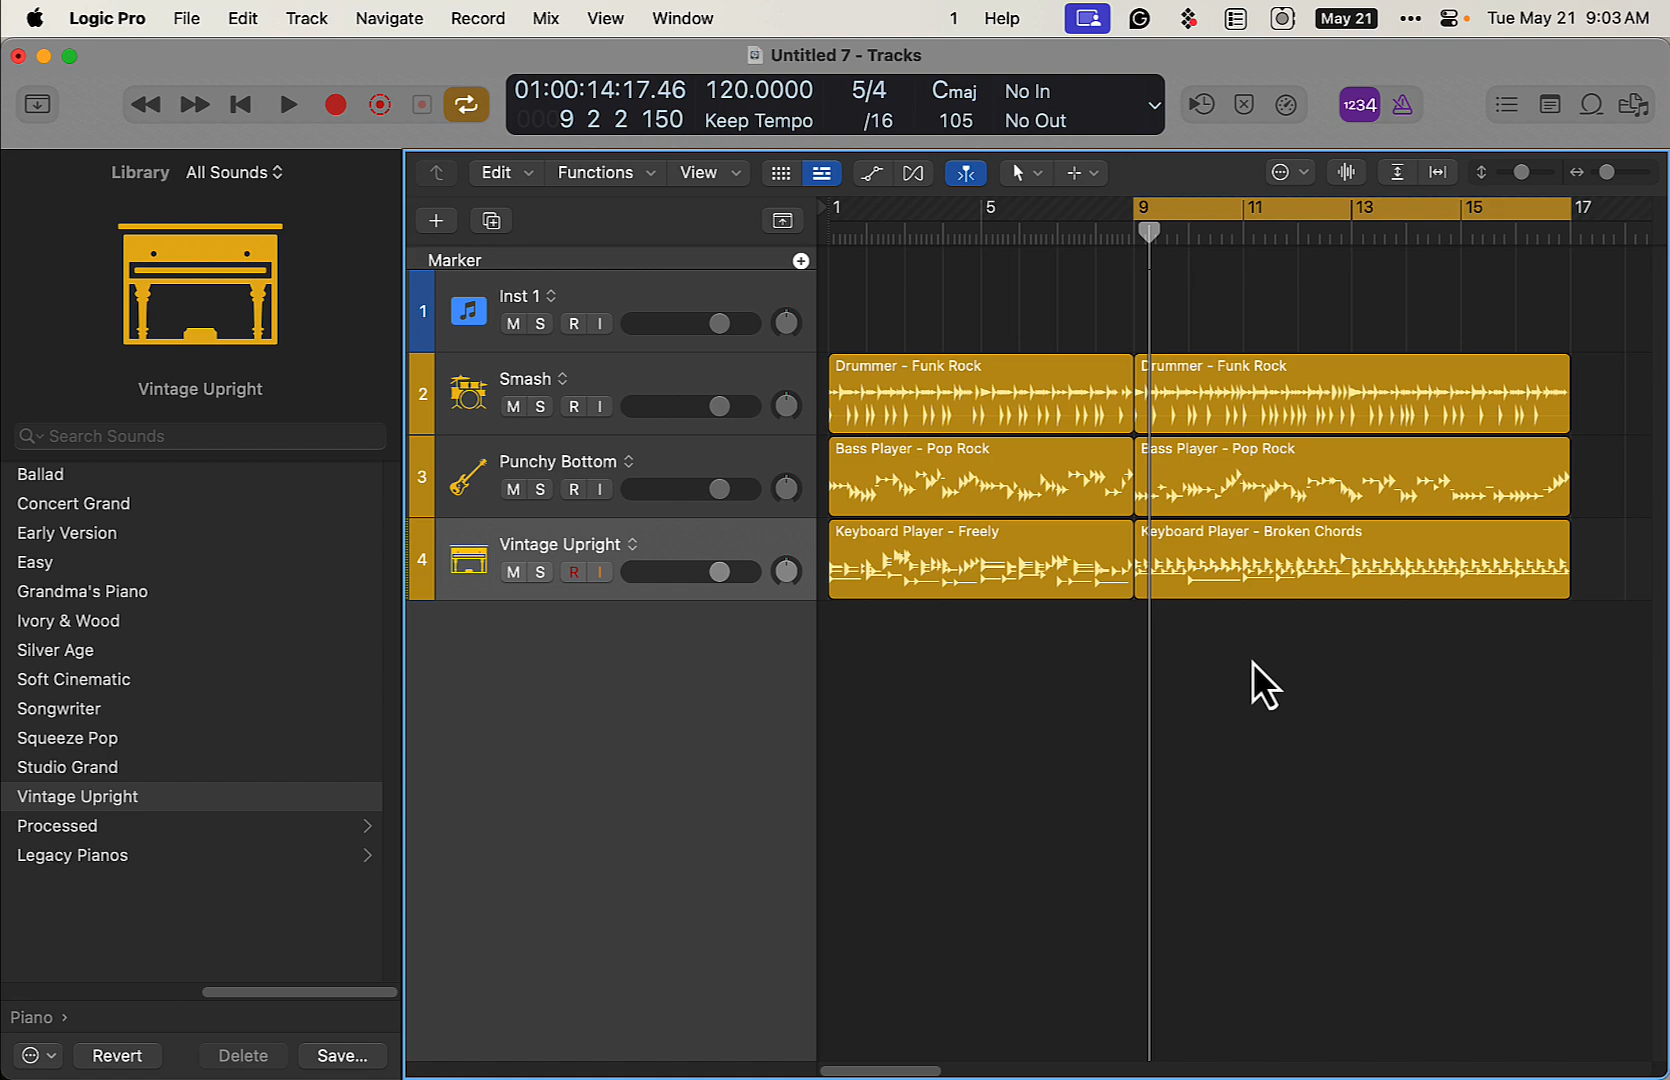 Logic Pro File Edit Track Navigate Record Mix View Window 1 Help May 21 Tue May 21 9:03 AM
Untitled 7 - Tracks
01:00:14:17.46 120.0000 5/4 Cmaj No In
0009 2 2 150 Keep Tempo /16 105 No Out
1234
Library All Sounds
Vintage Upright
Search Sounds
Ballad
Concert Grand
Early Version
Easy
Grandma's Piano
Ivory & Wood
Silver Age
Soft Cinematic
Songwriter
Squeeze Pop
Studio Grand
Vintage Upright
Processed
Legacy Pianos
Piano
Revert Delete Save...
Edit Functions View
1 5 9 11 13 15 17
Marker
1 Inst 1
M S R I
2 Smash
M S R I
Drummer - Funk Rock Drummer - Funk Rock
3 Punchy Bottom
M S R I
Bass Player - Pop Rock Bass Player - Pop Rock
4 Vintage Upright
M S R I
Keyboard Player - Freely Keyboard Player - Broken Chords